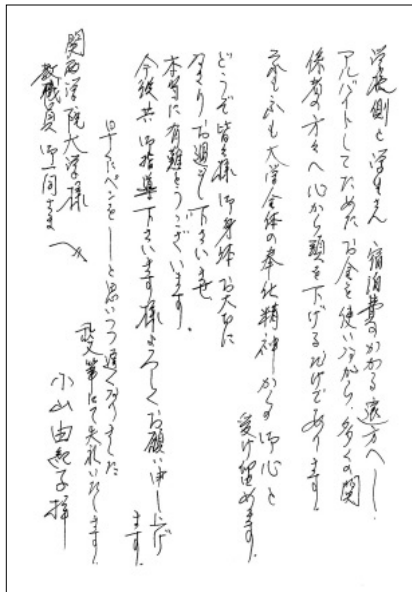 学校側と学生さん、宿泊費のかかる遠方へ
アルバイトしてためたお金を使いながら、多くの関
係者の方々へ心から頭を下げるだけであります。
大学全体の奉仕精神からの御心と
受け留めます。
どうぞ皆々様御身体お大切に
お過ごし下さいませ
本当に有難うございます。
今後共御指導下さいます様よろしくお願い申し上げ
ます。
早くペンをと思いつつ遅くなりました
乱筆にて失礼いたします。
小山由起子拝
関西学院大学様
教職員御一同さまへ